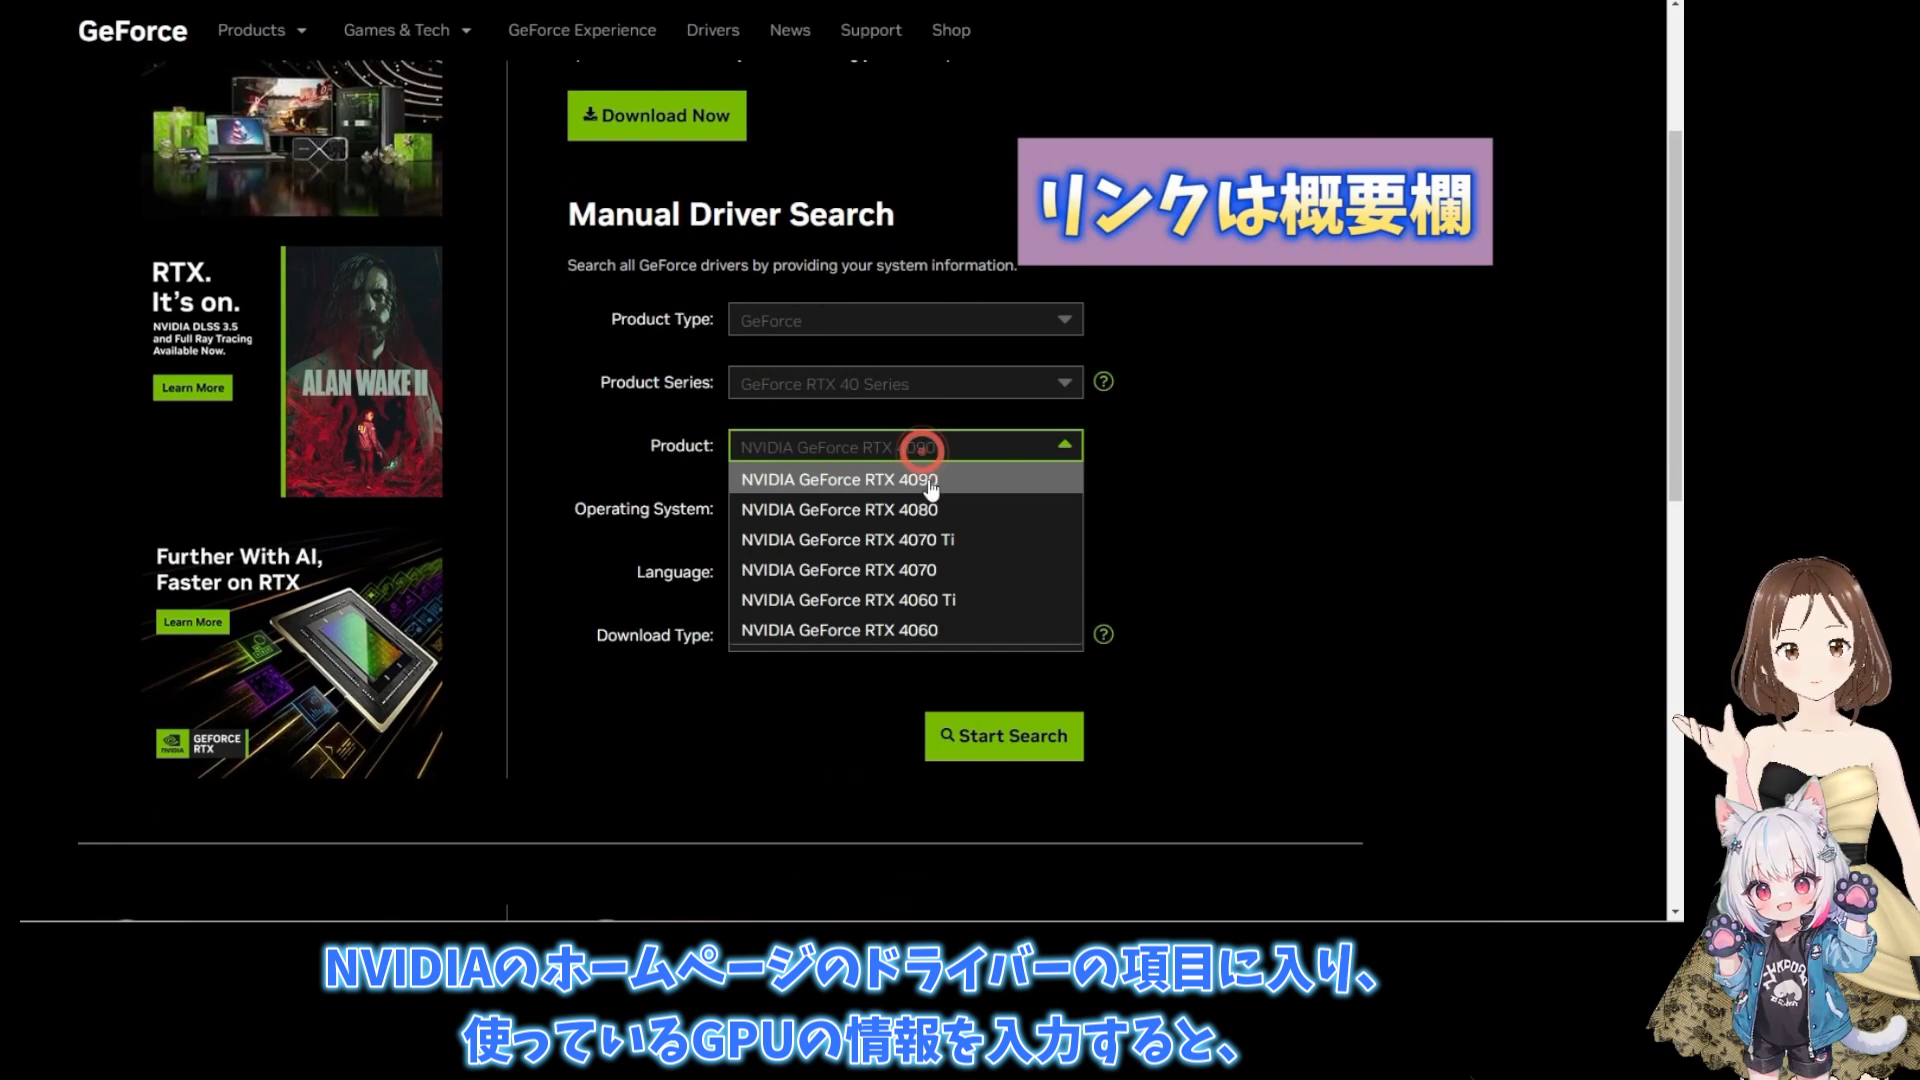 GeForce
Products
Games & Tech
GeForce Experience
Drivers
News
Support
Shop
Download Now
リンクは概要欄
Manual Driver Search
Search all GeForce drivers by providing your system information.
RTX.
It's on.
NVIDIA DLSS 3.5
and Full Ray Tracing
Available Now.
Learn More
ALAN WAKE II
Product Type:
GeForce
Product Series:
GeForce RTX 40 Series
?
Product:
NVIDIA GeForce RTX 4090
NVIDIA GeForce RTX 4090
NVIDIA GeForce RTX 4080
NVIDIA GeForce RTX 4070 Ti
NVIDIA GeForce RTX 4070
NVIDIA GeForce RTX 4060 Ti
NVIDIA GeForce RTX 4060
Operating System:
Language:
Download Type:
?
Further With AI,
Faster on RTX
Learn More
NVIDIA
GEFORCE
RTX
Start Search
NVIDIAのホームページのドライバーの項目に入り、
使っているGPUの情報を入力すると、